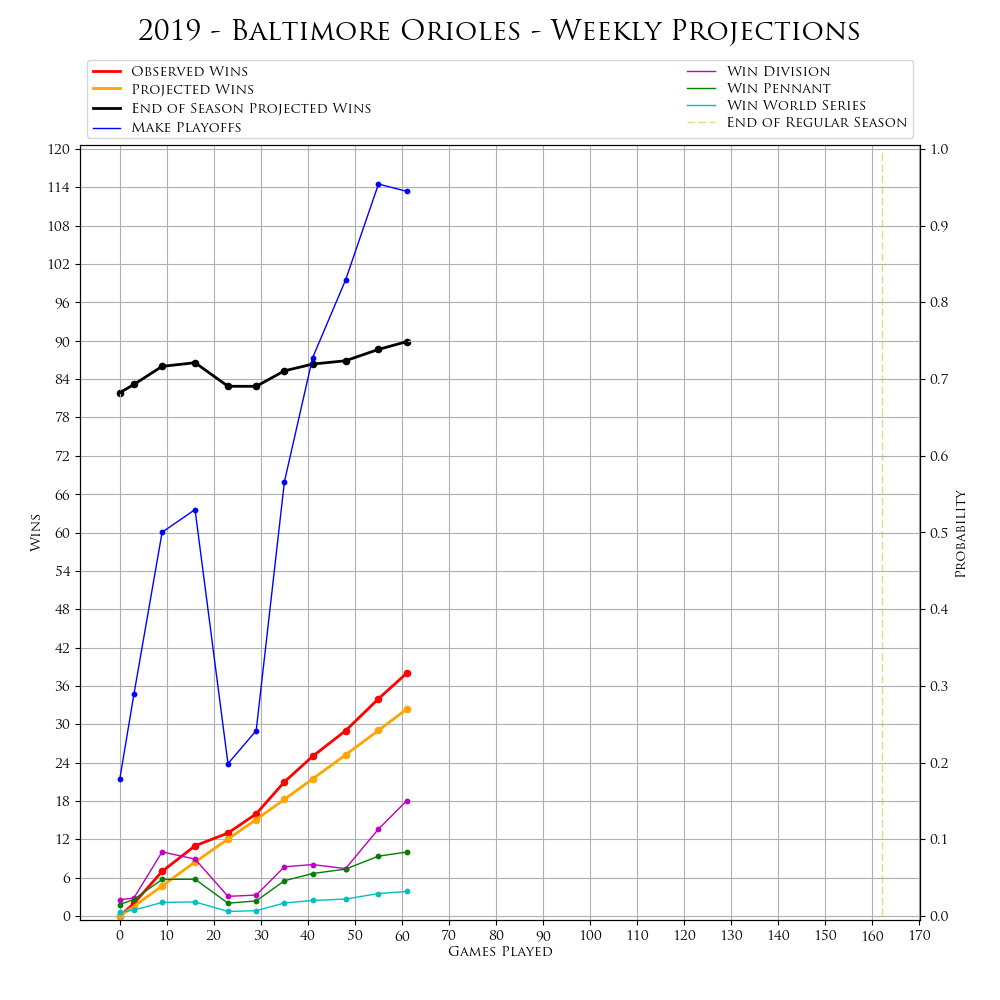 2019 - Baltimore Orioles - Weekly Projections
Observed Wins
Projected Wins
End of Season Projected Wins
Make Playoffs
Win Division
Win Pennant
Win World Series
End of Regular Season
120
114
108
102
96
90
84
78
72
66
60
54
48
42
36
30
24
18
12
6
0
Wins
1.0
0.9
0.8
0.7
0.6
0.5
0.4
0.3
0.2
0.1
0.0
Probability
0 10 20 30 40 50 60 70 80 90 100 110 120 130 140 150 160 170
Games Played